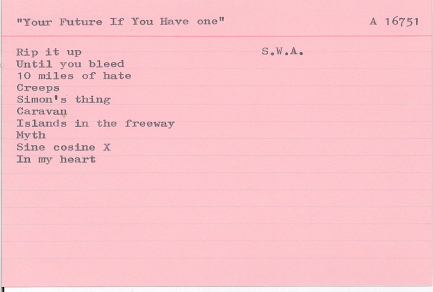 "Your Future If You Have one" A 16751
Rip it up S.W.A.
Until you bleed
10 miles of hate
Creeps
Simon's thing
Caravan
Islands in the freeway
Myth
Sine cosine X
In my heart